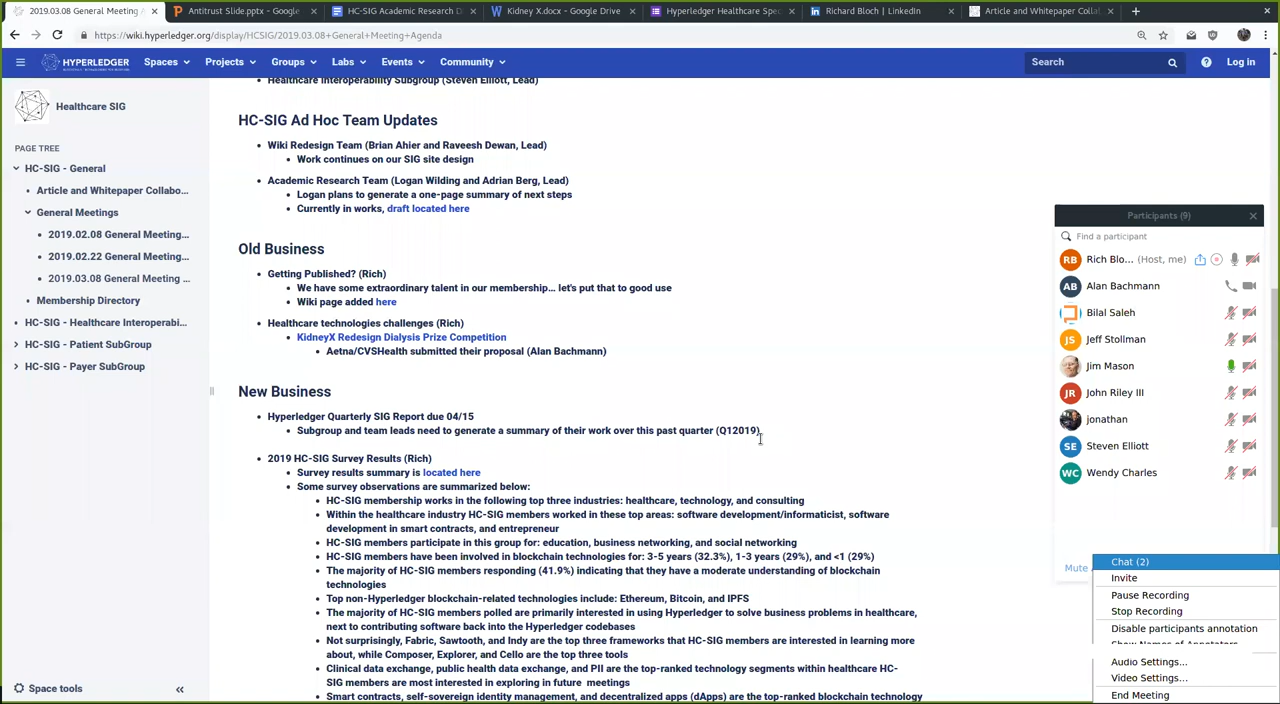 2019.03.08 General Meeting A
Antitrust Slide.pptx - Google
HC-SIG Academic Research D
Kidney X.docx - Google Drive
Hyperledger Healthcare Spec
Richard Bloch | LinkedIn
Article and Whitepaper Collab
https://wiki.hyperledger.org/display/HCSIG/2019.03.08+General+Meeting+Agenda
HYPERLEDGER
Spaces
Projects
Groups
Labs
Events
Community
Search
Log in
Healthcare SIG
PAGE TREE
HC-SIG - General
Article and Whitepaper Collabo...
General Meetings
2019.02.08 General Meeting...
2019.02.22 General Meeting...
2019.03.08 General Meeting ...
Membership Directory
HC-SIG - Healthcare Interoperabi...
HC-SIG - Patient SubGroup
HC-SIG - Payer SubGroup
Space tools
Healthcare Interoperability Subgroup (Steven Elliott, Lead)
HC-SIG Ad Hoc Team Updates
Wiki Redesign Team (Brian Ahier and Raveesh Dewan, Lead)
Work continues on our SIG site design
Academic Research Team (Logan Wilding and Adrian Berg, Lead)
Logan plans to generate a one-page summary of next steps
Currently in works, draft located here
Old Business
Getting Published? (Rich)
We have some extraordinary talent in our membership... let's put that to good use
Wiki page added here
Healthcare technologies challenges (Rich)
KidneyX Redesign Dialysis Prize Competition
Aetna/CVSHealth submitted their proposal (Alan Bachmann)
New Business
Hyperledger Quarterly SIG Report due 04/15
Subgroup and team leads need to generate a summary of their work over this past quarter (Q12019)
2019 HC-SIG Survey Results (Rich)
Survey results summary is located here
Some survey observations are summarized below:
HC-SIG membership works in the following top three industries: healthcare, technology, and consulting
Within the healthcare industry HC-SIG members worked in these top areas: software development/informaticist, software
development in smart contracts, and entrepreneur
HC-SIG members participate in this group for: education, business networking, and social networking
HC-SIG members have been involved in blockchain technologies for: 3-5 years (32.3%), 1-3 years (29%), and <1 (29%)
The majority of HC-SIG members responding (41.9%) indicating that they have a moderate understanding of blockchain
technologies
Top non-Hyperledger blockchain-related technologies include: Ethereum, Bitcoin, and IPFS
The majority of HC-SIG members polled are primarily interested in using Hyperledger to solve business problems in healthcare,
next to contributing software back into the Hyperledger codebases
Not surprisingly, Fabric, Sawtooth, and Indy are the top three frameworks that HC-SIG members are interested in learning more
about, while Composer, Explorer, and Cello are the top three tools
Clinical data exchange, public health data exchange, and PII are the top-ranked technology segments within healthcare HC-
SIG members are most interested in exploring in future meetings
Smart contracts, self-sovereign identity management, and decentralized apps (dApps) are the top-ranked blockchain technology
Participants (9)
Find a participant
RB Rich Blo... (Host, me)
AB Alan Bachmann
Bilal Saleh
JS Jeff Stollman
Jim Mason
JR John Riley III
jonathan
SE Steven Elliott
WC Wendy Charles
Mute
Chat (2)
Invite
Pause Recording
Stop Recording
Disable participants annotation
Show Names of Annotators
Audio Settings...
Video Settings...
End Meeting